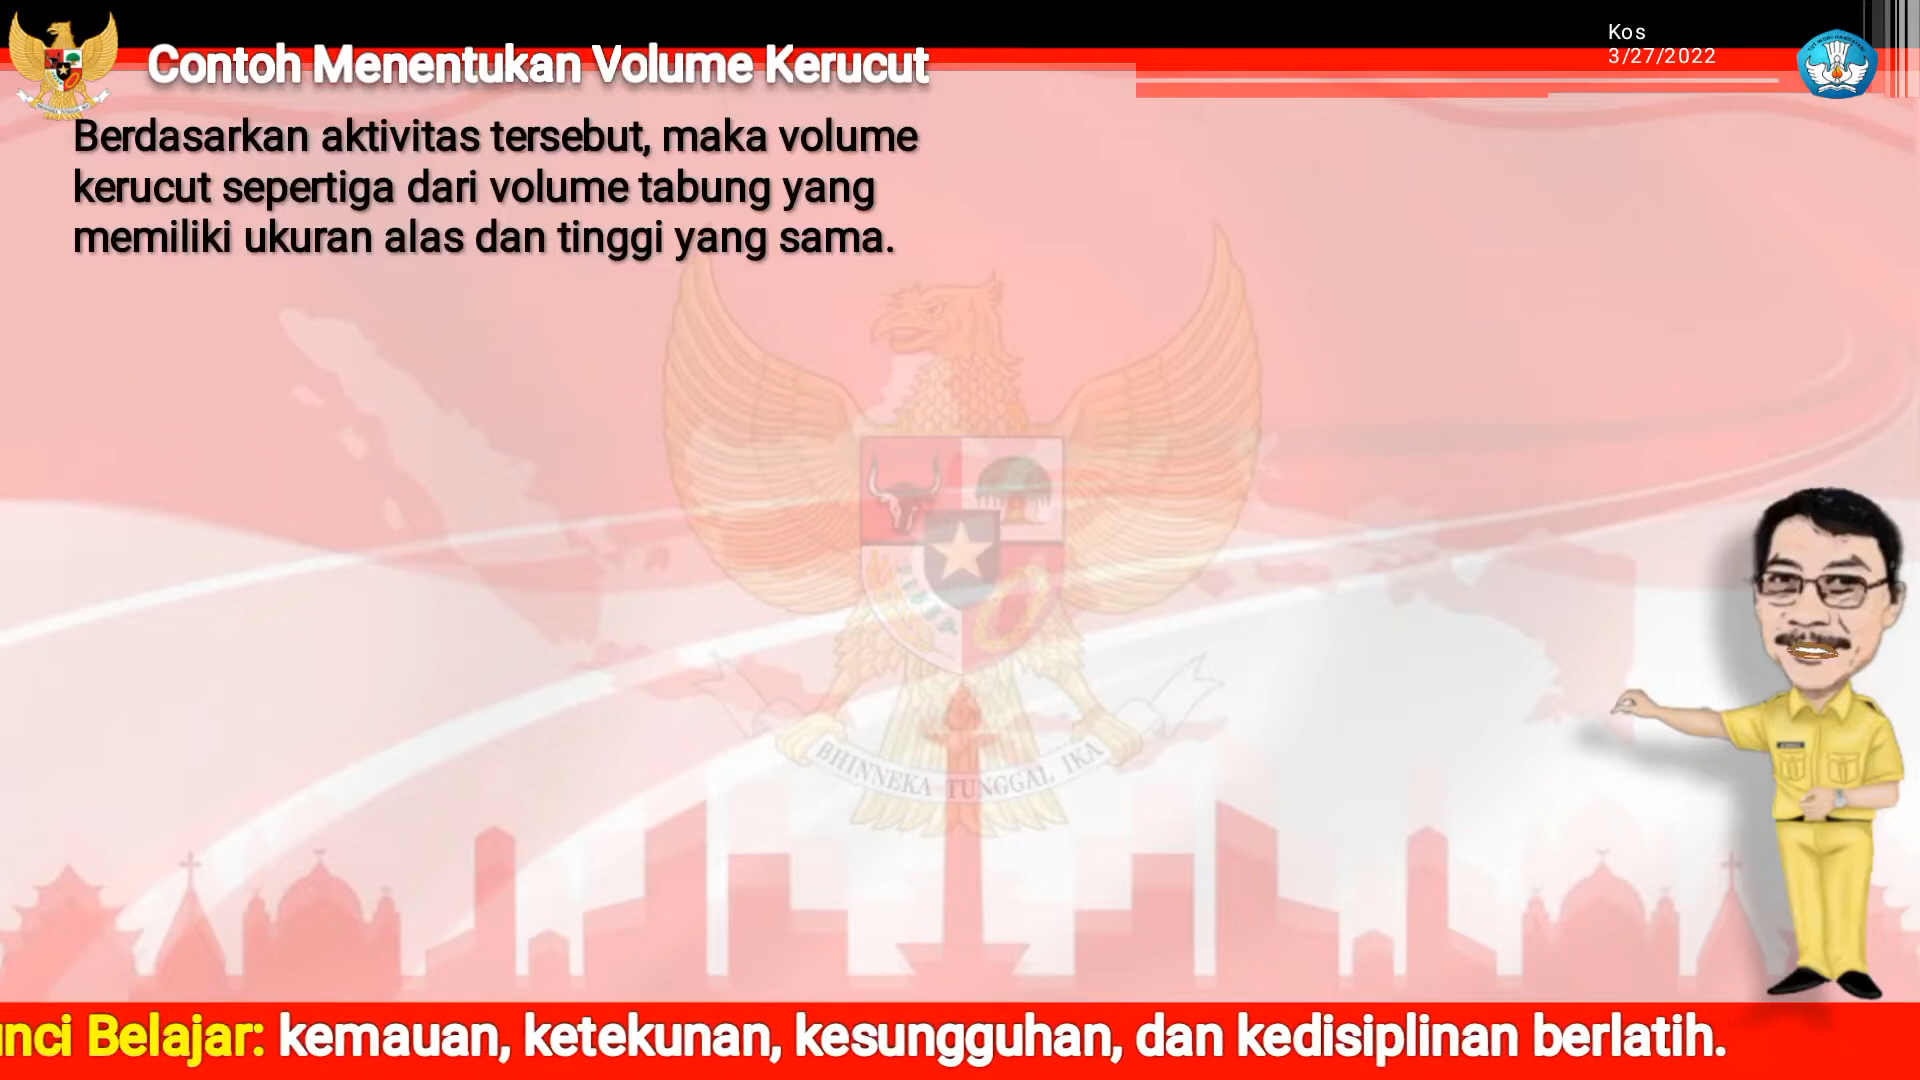 Kos
3/27/2022
Contoh Menentukan Volume Kerucut
Berdasarkan aktivitas tersebut, maka volume
kerucut sepertiga dari volume tabung yang
memiliki ukuran alas dan tinggi yang sama.
BHINNEKA TUNGGAL IKA
Belajar: kemauan, ketekunan, kesungguhan, dan kedisiplinan berlatih.